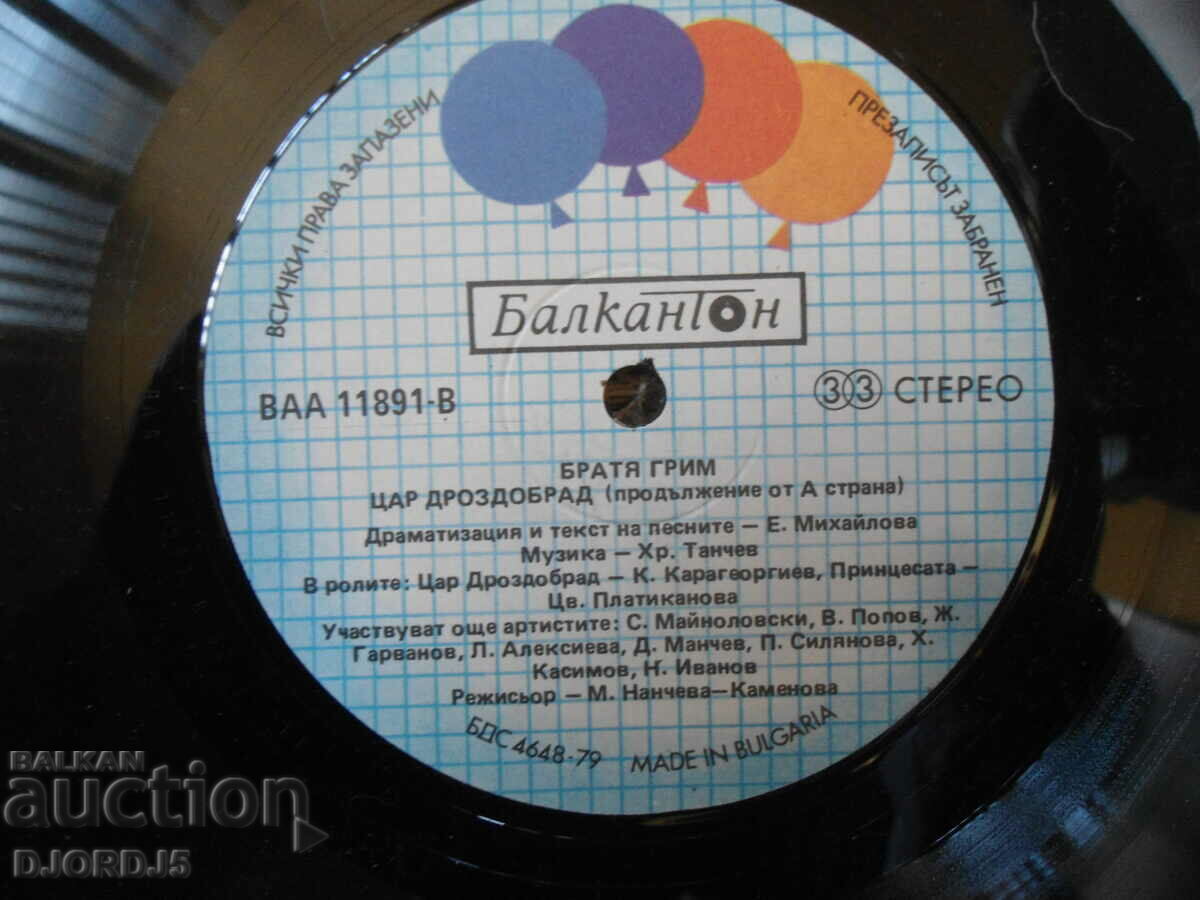 ВСИЧКИ ПРАВА ЗАПАЗЕНИ
ПРЕЗАПИСЪТ ЗАБРАНЕН
Балкантон
ВАА 11891-В
33 СТЕРЕО
БРАТЯ ГРИМ
ЦАР ДРОЗДОБРАД (продължение от А страна)
Драматизация и текст на песните — Е. Михайлова
Музика — Хр. Танчев
В ролите: Цар Дроздобрад — К. Карагеоргиев, Принцесата —
Цв. Платиканова
Участвуват още артистите: С. Майноловски, В. Попов, Ж.
Гарванов, Л. Алексиева, Д. Манчев, П. Силянова, Х.
Касимов, Н. Иванов
Режисьор — М. Нанчева—Каменова
БДС 4648-79 MADE IN BULGARIA
BALKAN
auction
DJORDJ5